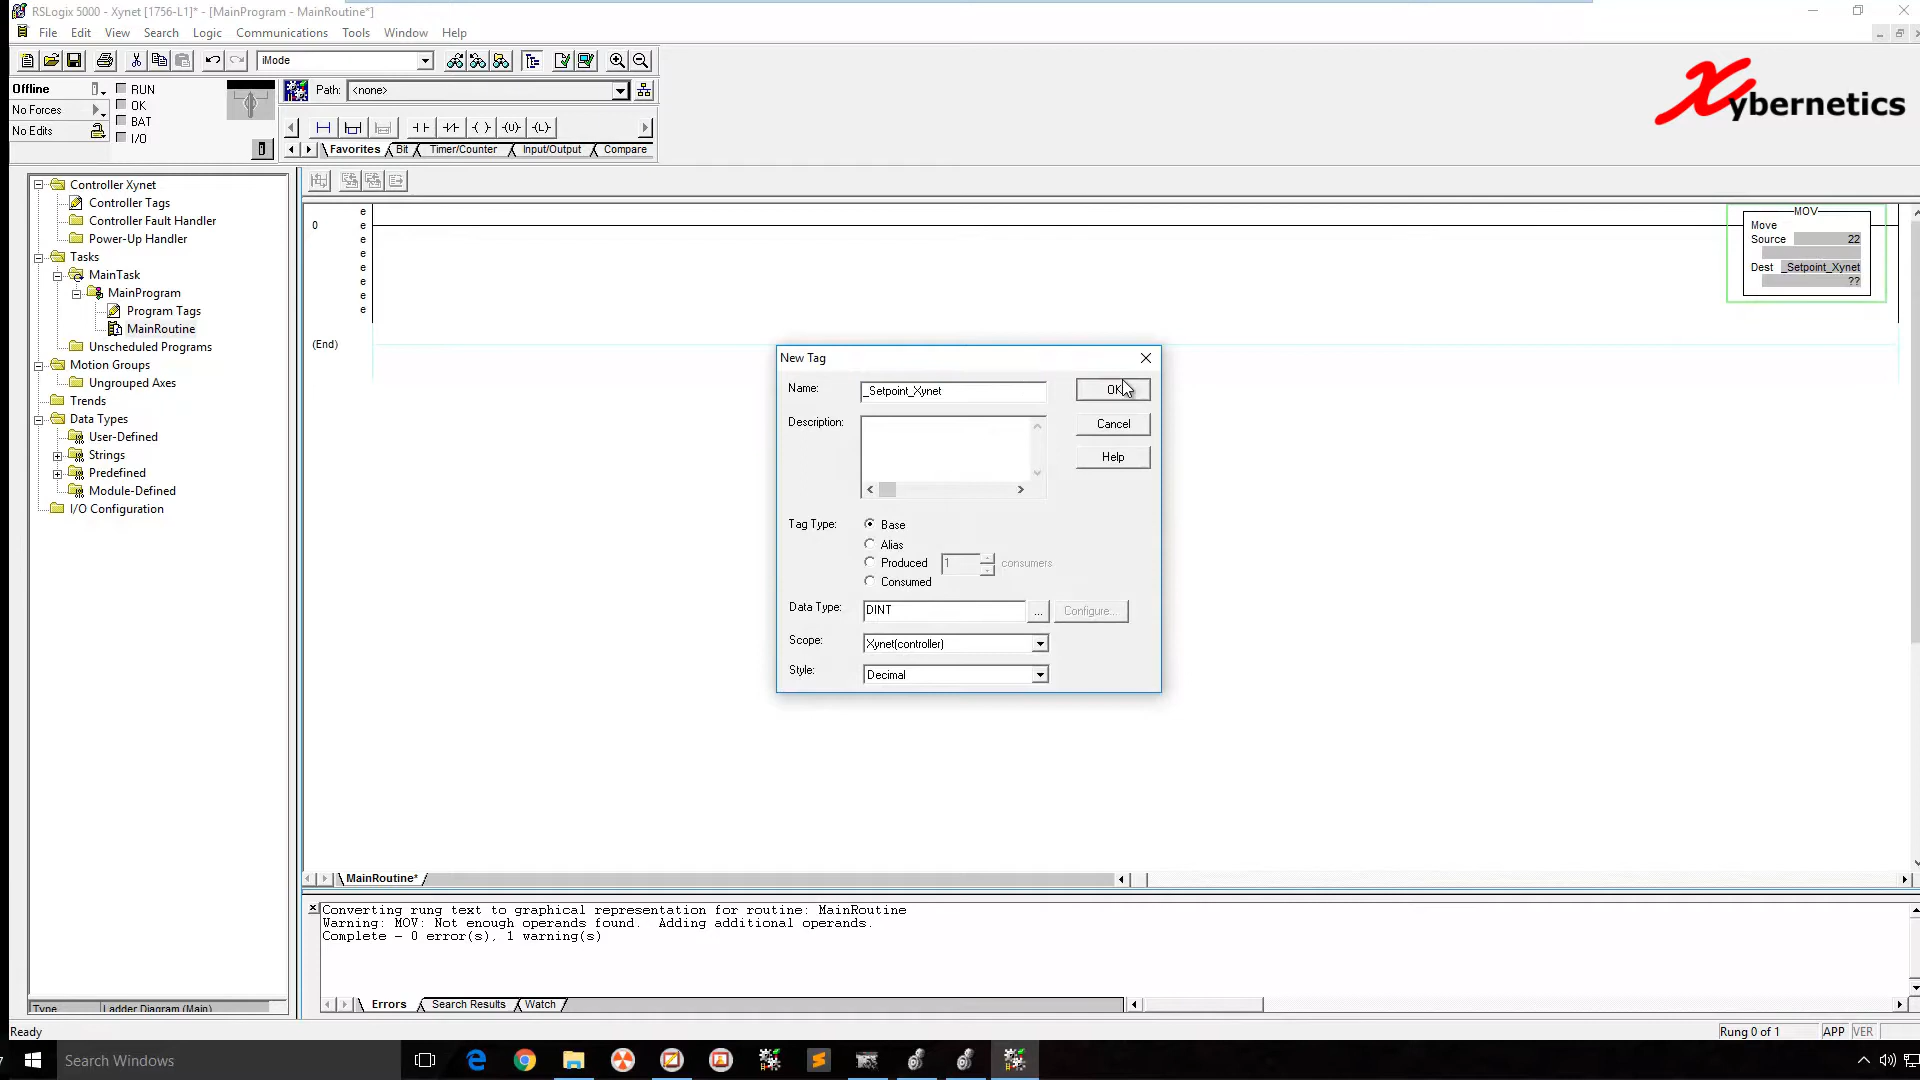 RSLogix 5000 - Xynet [1756-L1]* - [MainProgram - MainRoutine*]
File Edit View Search Logic Communications Tools Window Help
iMode
Offline
RUN
No Forces
OK
No Edits
BAT
I/O
Path: <none>
Favorites Bit Timer/Counter Input/Output Compare
Xybernetics
Controller Xynet
Controller Tags
Controller Fault Handler
Power-Up Handler
Tasks
MainTask
MainProgram
Program Tags
MainRoutine
Unscheduled Programs
Motion Groups
Ungrouped Axes
Trends
Data Types
User-Defined
Strings
Predefined
Module-Defined
I/O Configuration
Type Ladder Diagram (Main)
0
e
e
e
e
e
e
e
e
(End)
MOV
Move
Source 22
Dest _Setpoint_Xynet
??
New Tag
Name: _Setpoint_Xynet
OK
Description:
Cancel
Help
Tag Type: Base
Alias
Produced 1 consumers
Consumed
Data Type: DINT ... Configure...
Scope: Xynet(controller)
Style: Decimal
MainRoutine*
Converting rung text to graphical representation for routine: MainRoutine
Warning: MOV: Not enough operands found.  Adding additional operands.
Complete - 0 error(s), 1 warning(s)
Errors Search Results Watch
Ready
Rung 0 of 1 APP VER
Search Windows